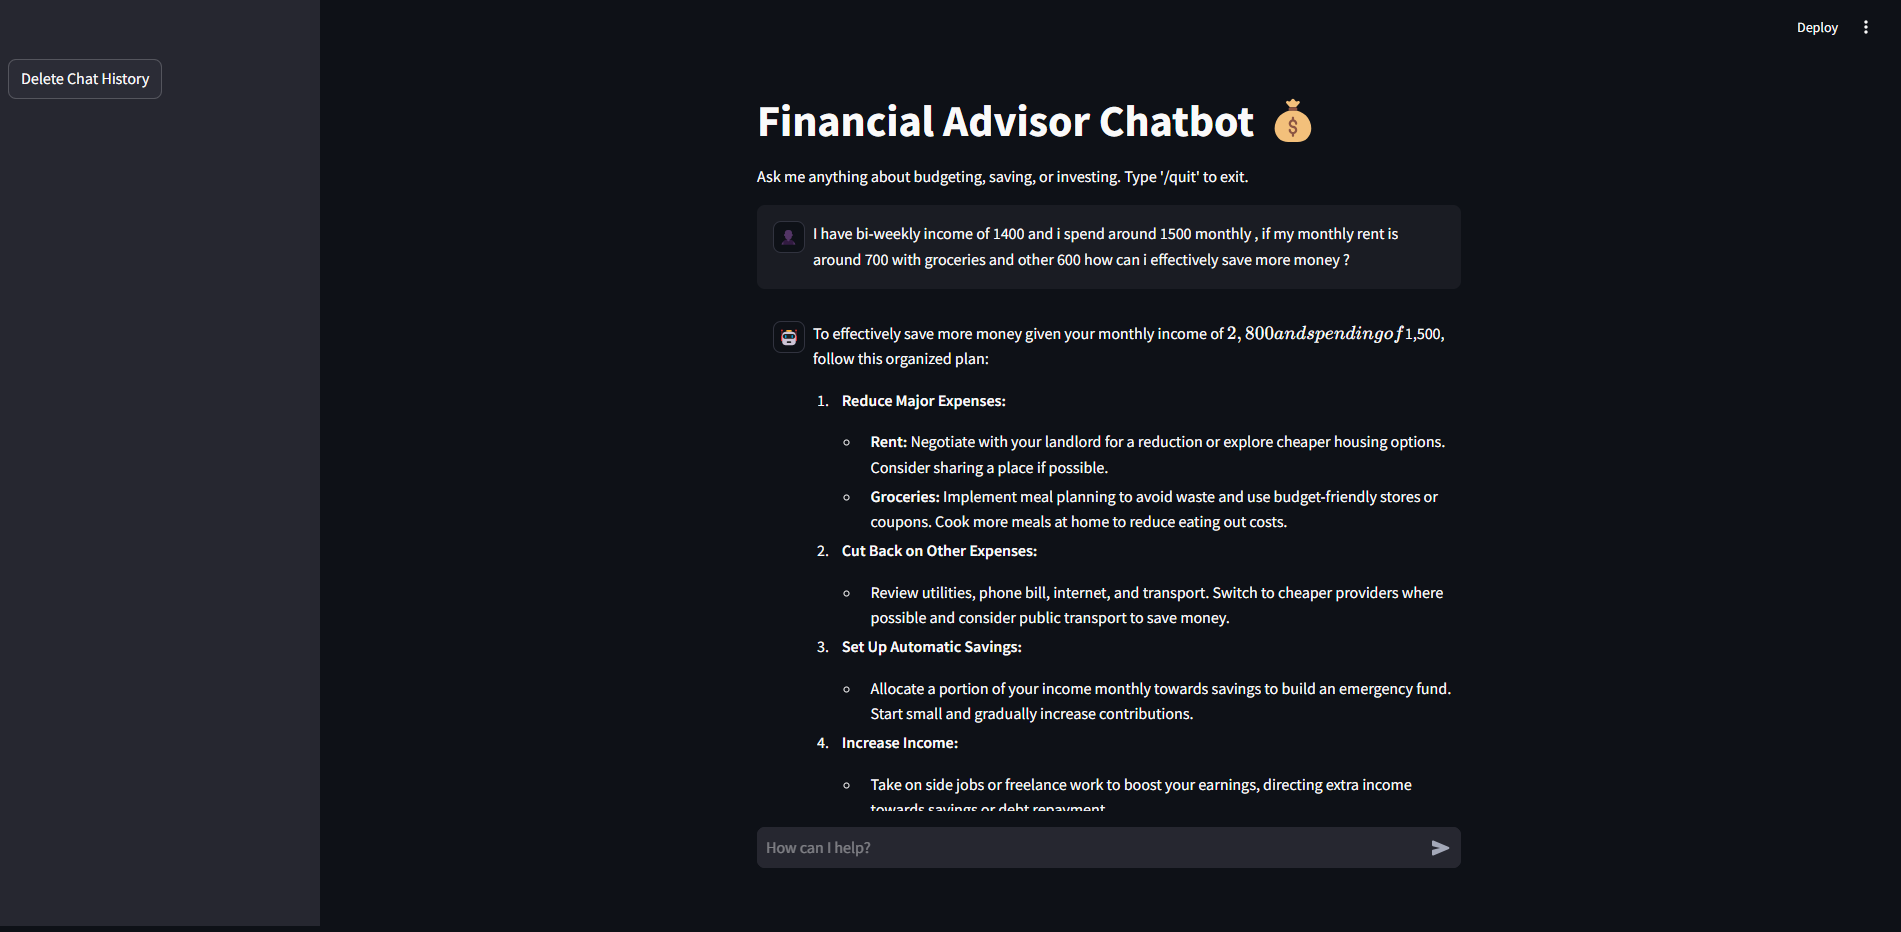 Deploy
Delete Chat History
Financial Advisor Chatbot
$
Ask me anything about budgeting, saving, or investing. Type '/quit' to exit.
I have bi-weekly income of 1400 and i spend around 1500 monthly , if my monthly rent is
around 700 with groceries and other 600 how can i effectively save more money ?
To effectively save more money given your monthly income of 2, 800andspendingof1,500,
follow this organized plan:
1. Reduce Major Expenses:
Rent: Negotiate with your landlord for a reduction or explore cheaper housing options.
Consider sharing a place if possible.
Groceries: Implement meal planning to avoid waste and use budget-friendly stores or
coupons. Cook more meals at home to reduce eating out costs.
2. Cut Back on Other Expenses:
Review utilities, phone bill, internet, and transport. Switch to cheaper providers where
possible and consider public transport to save money.
3. Set Up Automatic Savings:
Allocate a portion of your income monthly towards savings to build an emergency fund.
Start small and gradually increase contributions.
4. Increase Income:
Take on side jobs or freelance work to boost your earnings, directing extra income
towards savings or debt repayment
How can I help?